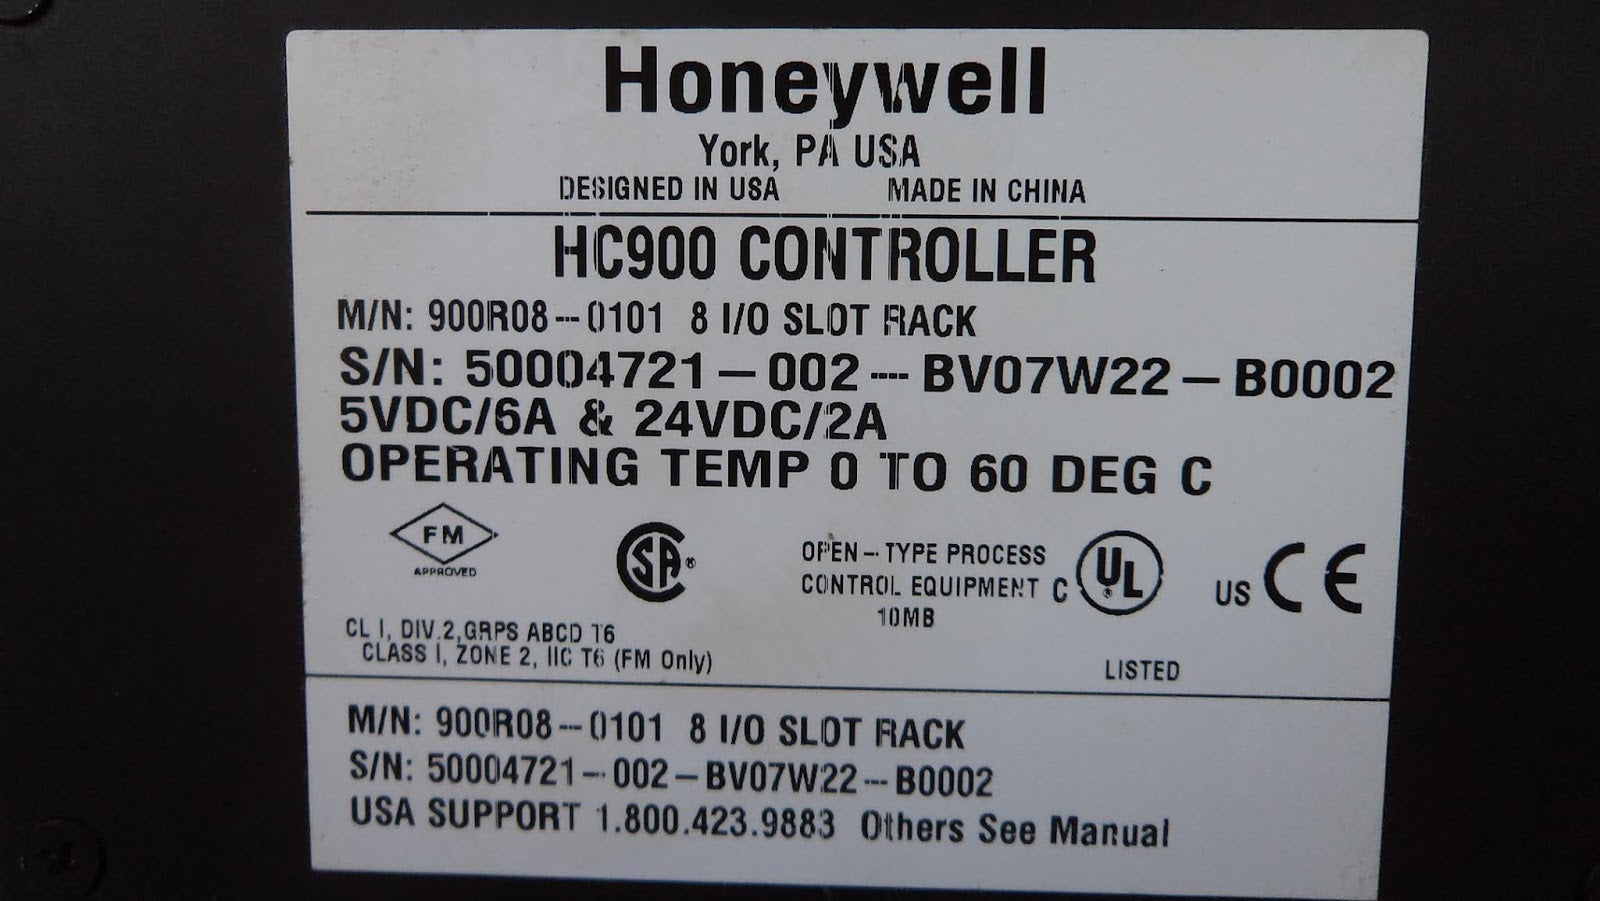 Honeywell
York, PA USA
DESIGNED IN USA MADE IN CHINA
HC900 CONTROLLER
M/N: 900R08-0101 8 I/O SLOT RACK
S/N: 50004721-002-BV07W22-B0002
5VDC/6A & 24VDC/2A
OPERATING TEMP 0 TO 60 DEG C
FM
APPROVED
SA®
OPEN-TYPE PROCESS
CONTROL EQUIPMENT
10MB
C UL® US CE
LISTED
CL I, DIV.2,GRPS ABCD T6
CLASS I, ZONE 2, IIC T6 (FM Only)
M/N: 900R08-0101 8 I/O SLOT RACK
S/N: 50004721-002-BV07W22-B0002
USA SUPPORT 1.800.423.9883 Others See Manual